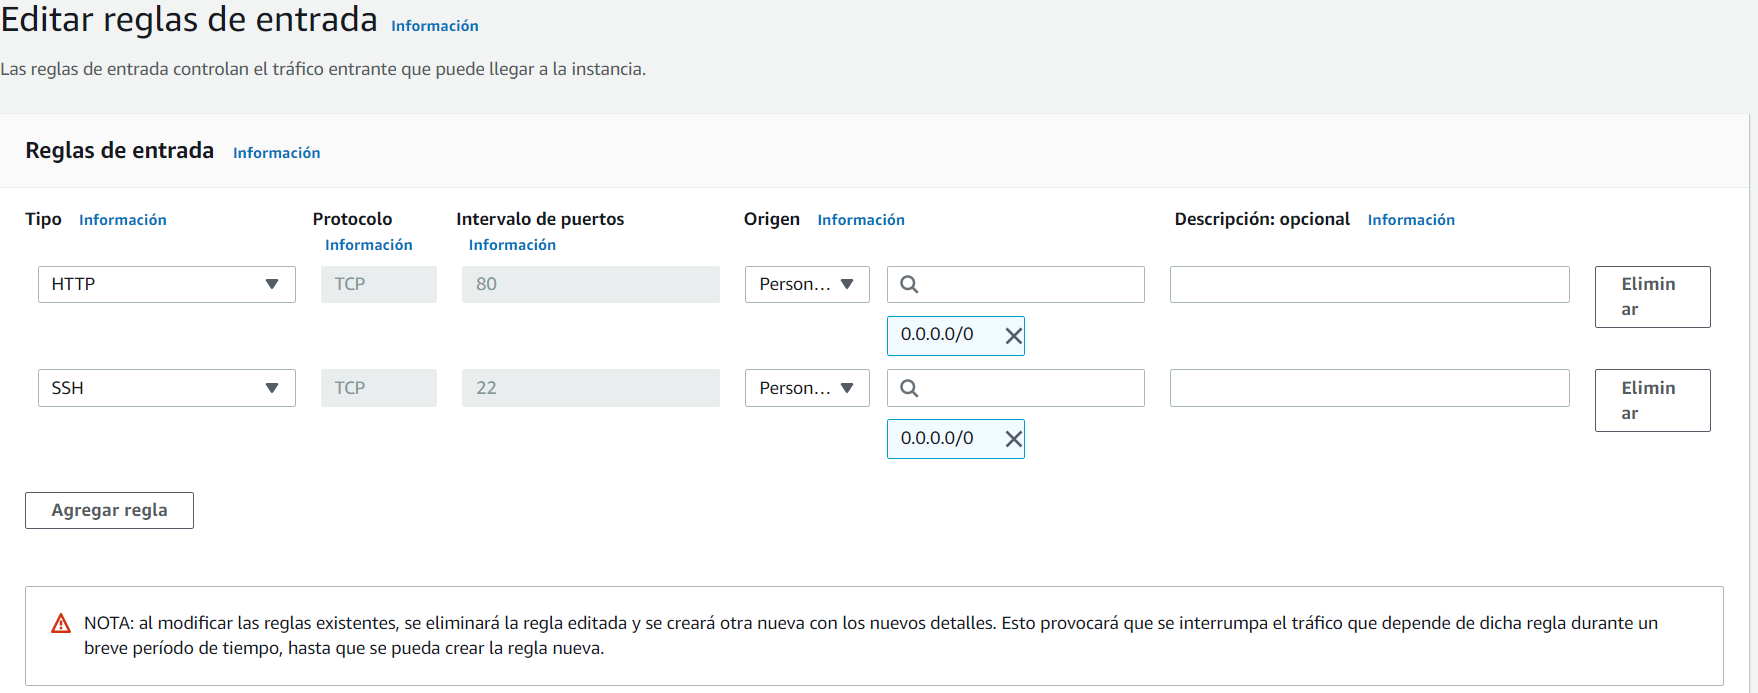 Editar reglas de entrada Información
Las reglas de entrada controlan el tráfico entrante que puede llegar a la instancia.
Reglas de entrada Información
Tipo Información Protocolo Información Intervalo de puertos Información Origen Información Descripción: opcional Información
HTTP TCP 80 Person... Elimin
ar
0.0.0.0/0
SSH TCP 22 Person... Elimin
ar
0.0.0.0/0
Agregar regla
NOTA: al modificar las reglas existentes, se eliminará la regla editada y se creará otra nueva con los nuevos detalles. Esto provocará que se interrumpa el tráfico que depende de dicha regla durante un
breve período de tiempo, hasta que se pueda crear la regla nueva.